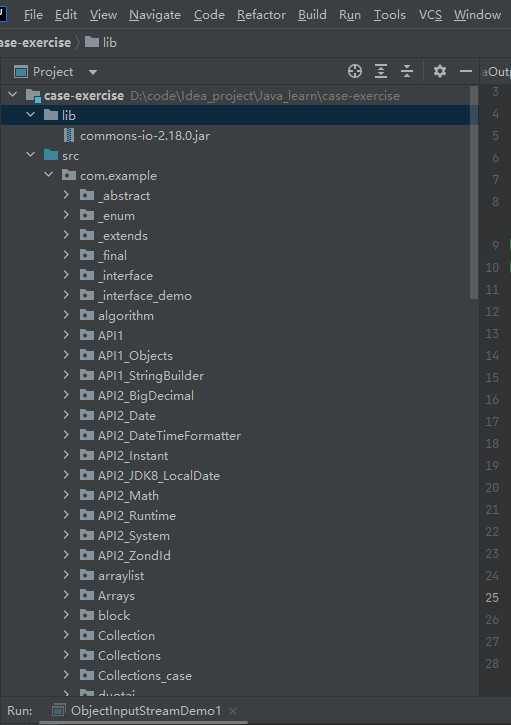 File Edit View Navigate Code Refactor Build Run Tools VCS Window
ase-exercise lib
Project
aOutp
case-exercise D:\code\Idea_project\Java_learn\case-exercise
3
lib
4
commons-io-2.18.0.jar
5
src
6
com.example
7
_abstract
8
_enum
_extends
9
_final
10
_interface
11
_interface_demo
12
algorithm
13
API1
14
API1_Objects
API1_StringBuilder
15
API2_BigDecimal
16
API2_Date
17
API2_DateTimeFormatter
18
API2_Instant
19
API2_JDK8_LocalDate
20
API2_Math
21
API2_Runtime
22
API2_System
API2_ZondId
23
arraylist
24
Arrays
25
block
26
Collection
27
Collections
28
Collections_case
duotai
Run: ObjectInputStreamDemo1